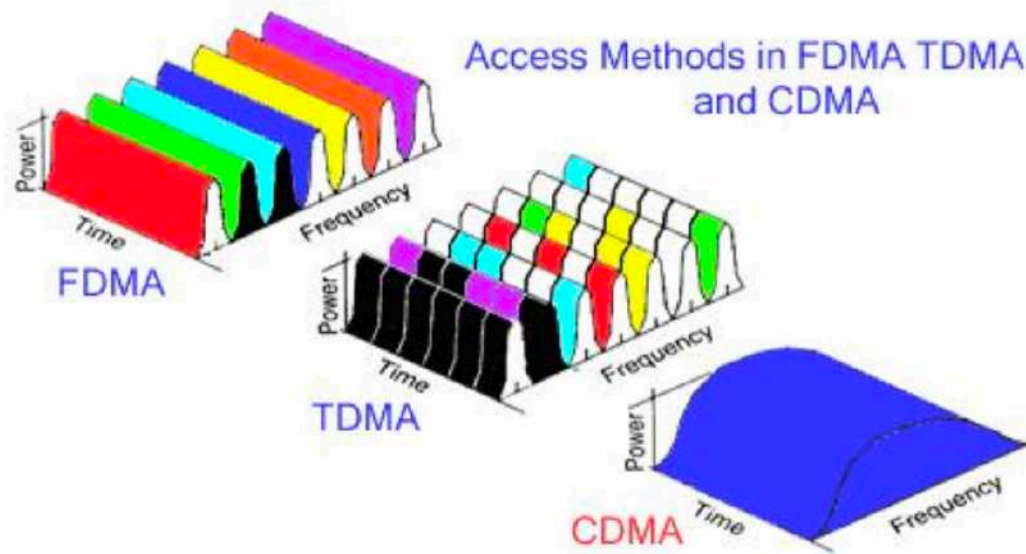 Access Methods in FDMA TDMA
and CDMA
Power
Time
Frequency
FDMA
Power
Time
Frequency
TDMA
Power
Time
Frequency
CDMA